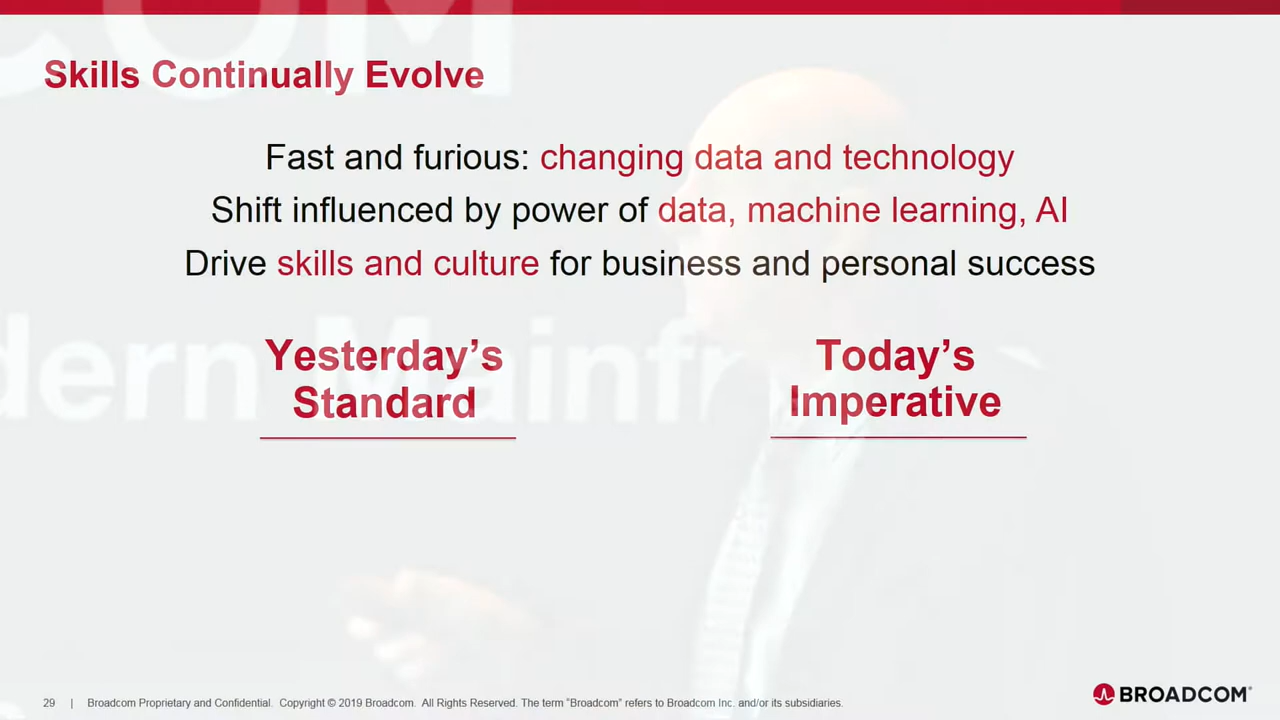 Skills Continually Evolve
Fast and furious: changing data and technology
Shift influenced by power of data, machine learning, AI
Drive skills and culture for business and personal success
dern Mainfr
Yesterday’s
Standard
Today’s
Imperative
29 | Broadcom Proprietary and Confidential. Copyright © 2019 Broadcom. All Rights Reserved. The term “Broadcom” refers to Broadcom Inc. and/or its subsidiaries.
BROADCOM®